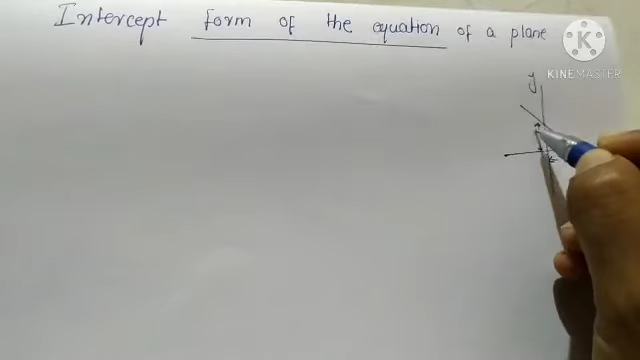 Intercept form of the equation of a plane
K
KINEMASTER
y